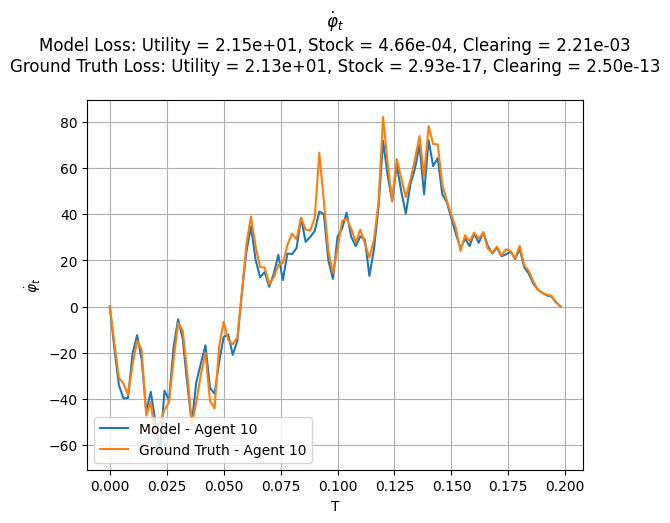 φ̇ₜ
Model Loss: Utility = 2.15e+01, Stock = 4.66e-04, Clearing = 2.21e-03
Ground Truth Loss: Utility = 2.13e+01, Stock = 2.93e-17, Clearing = 2.50e-13
80
60
40
20
0
−20
−40
−60
φ̇ₜ
Model - Agent 10
Ground Truth - Agent 10
0.000 0.025 0.050 0.075 0.100 0.125 0.150 0.175 0.200
T